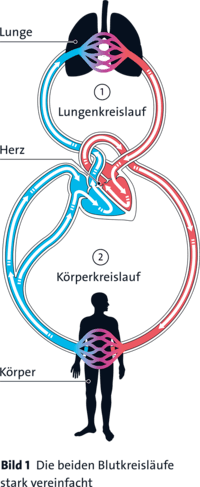 Lunge
1
Lungenkreislauf
Herz
2
Körperkreislauf
Körper
Bild 1 Die beiden Blutkreisläufe
stark vereinfacht